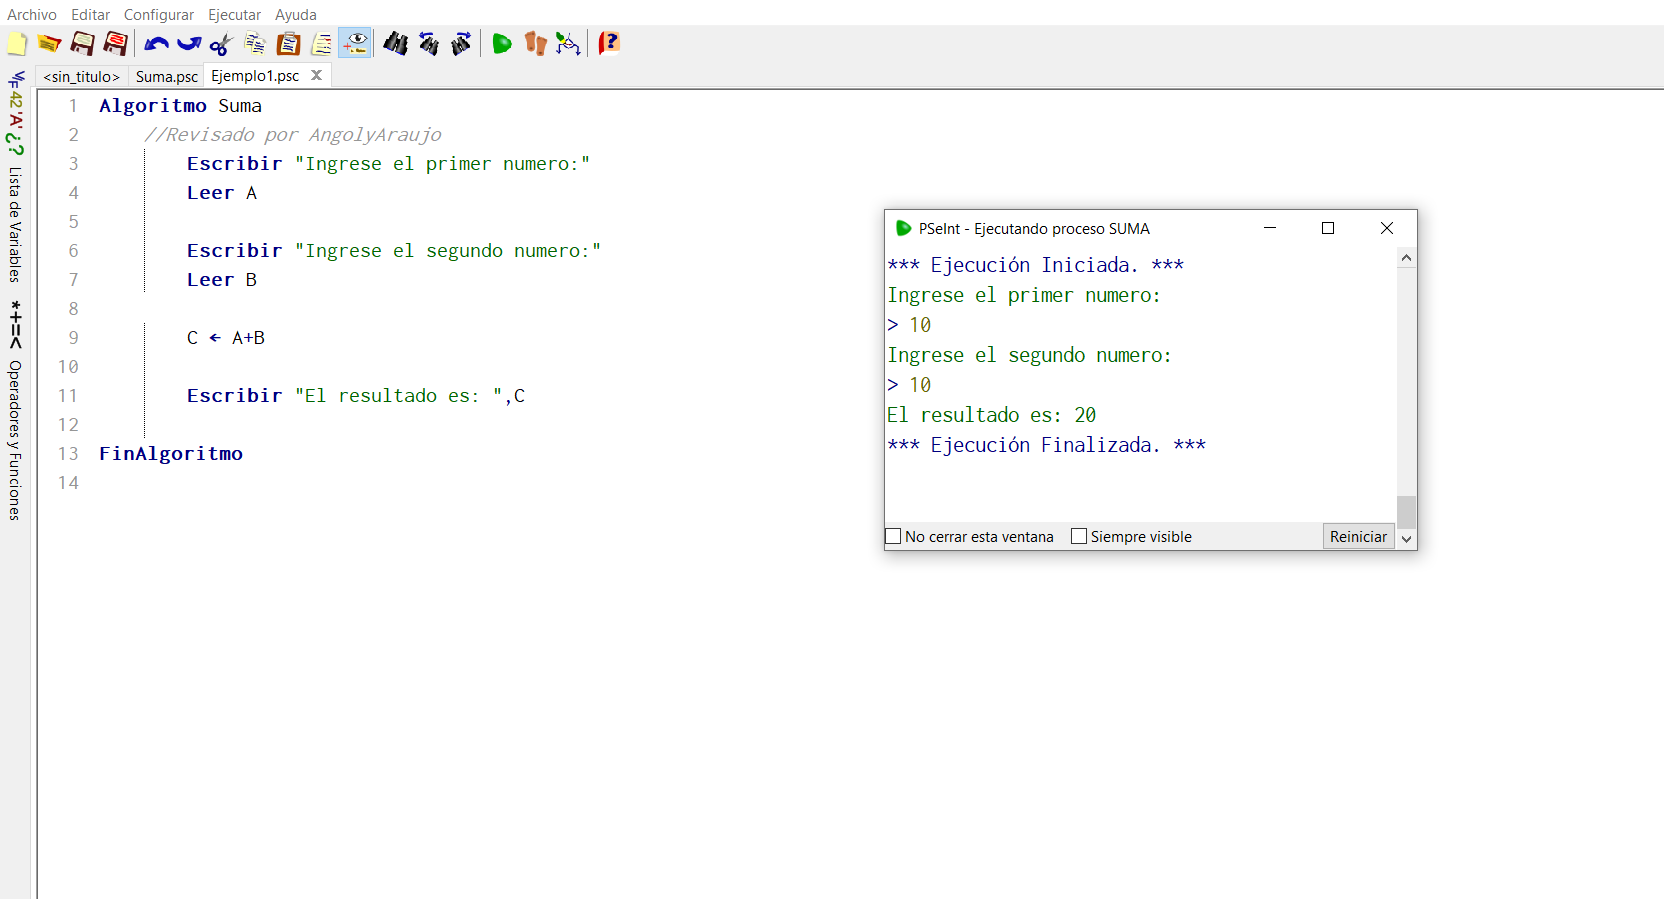 Archivo Editar Configurar Ejecutar Ayuda
<sin_titulo> Suma.psc Ejemplo1.psc X
1 Algoritmo Suma
2 //Revisado por AngolyAraujo
3 Escribir "Ingrese el primer numero:"
4 Leer A
5
6 Escribir "Ingrese el segundo numero:"
7 Leer B
8
9 C ← A+B
10
11 Escribir "El resultado es: ",C
12
13 FinAlgoritmo
14
V/F 42 'A' ¿?
Lista de Variables
*+=<
Operadores y Funciones
PSeInt - Ejecutando proceso SUMA
*** Ejecución Iniciada. ***
Ingrese el primer numero:
> 10
Ingrese el segundo numero:
> 10
El resultado es: 20
*** Ejecución Finalizada. ***
No cerrar esta ventana Siempre visible Reiniciar